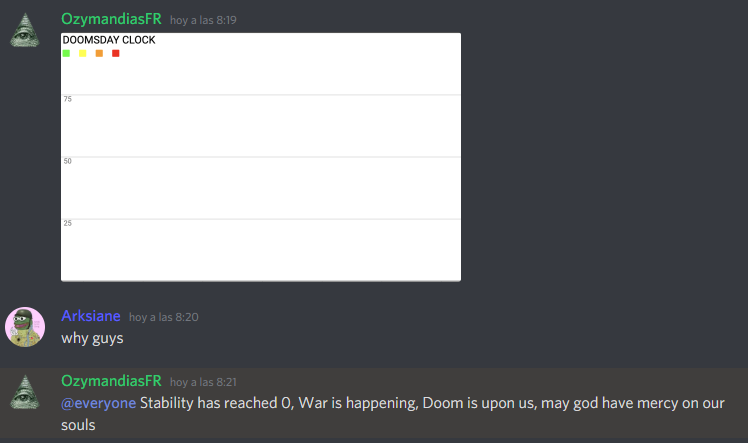 OzymandiasFR hoy a las 8:19
DOOMSDAY CLOCK
75
50
25
Arksiane hoy a las 8:20
why guys
OzymandiasFR hoy a las 8:21
@everyone Stability has reached 0, War is happening, Doom is upon us, may god have mercy on our
souls